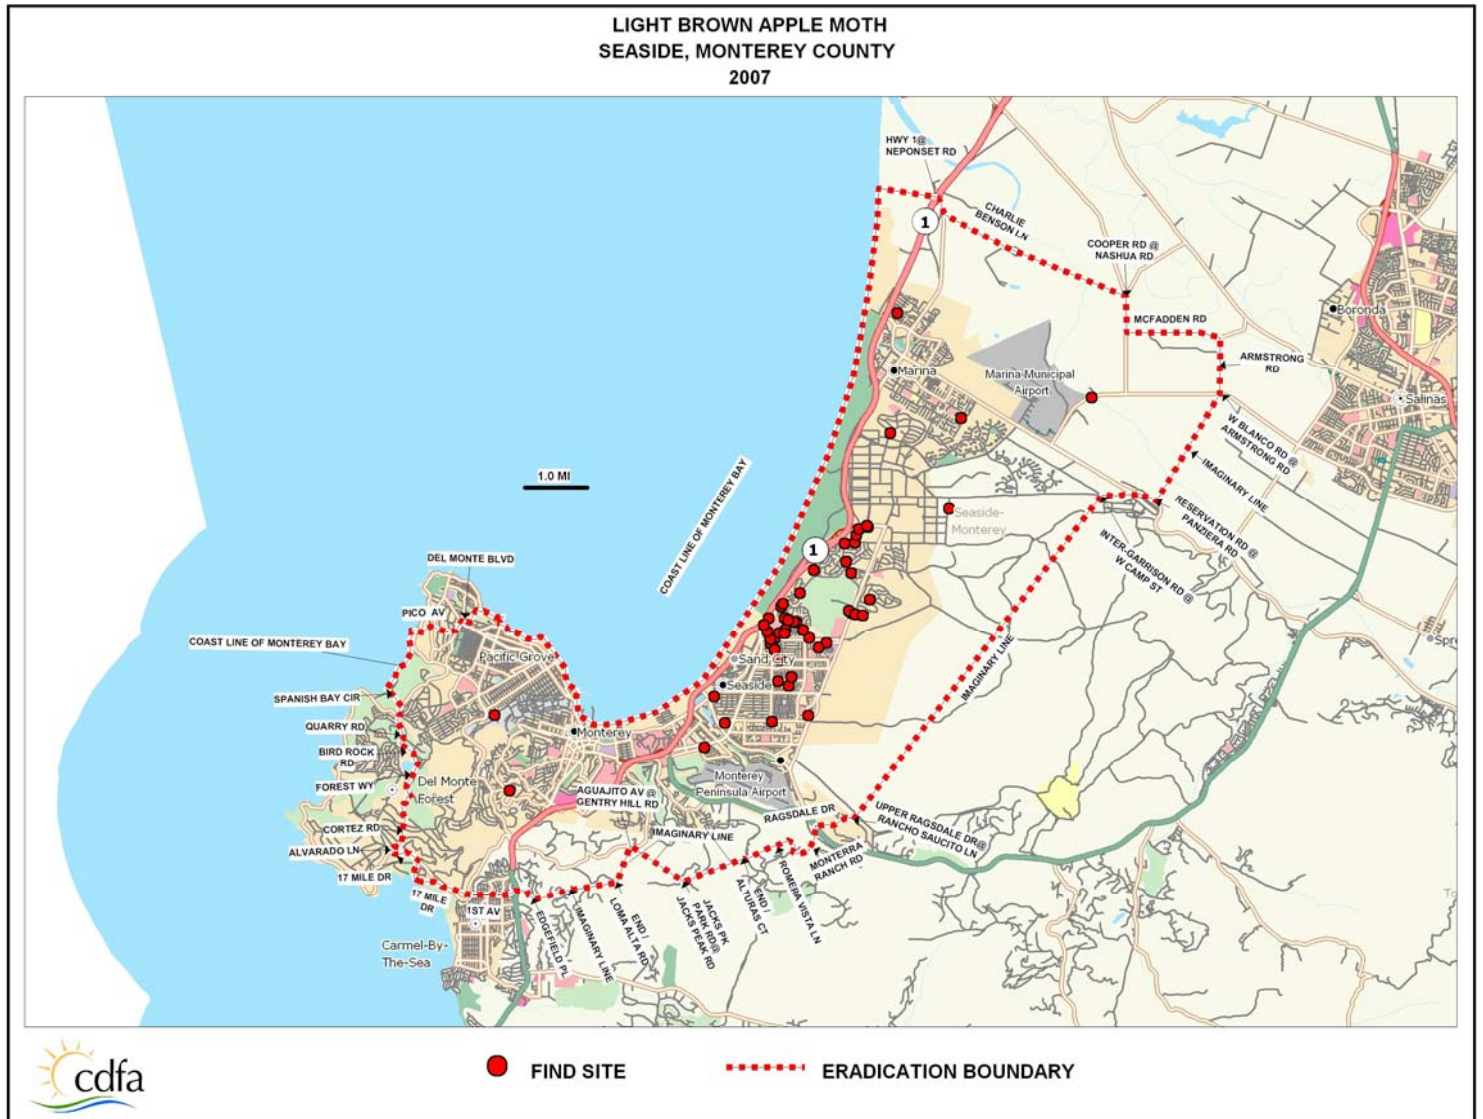 LIGHT BROWN APPLE MOTH
SEASIDE, MONTEREY COUNTY
2007
HWY 1@
NEPONSET RD
1
CHARLIE
BENSON LN
COOPER RD @
NASHUA RD
MCFADDEN RD
Boronda
ARMSTRONG
RD
Marina
Marina Municipal
Airport
Salinas
W BLANCO RD @
ARMSTRONG RD
IMAGINARY LINE
1.0 MI
COAST LINE OF MONTEREY BAY
RESERVATION RD @
PANZIERA RD
Seaside-
Monterey
INTER-GARRISON RD @
W CAMP ST
1
DEL MONTE BLVD
PICO AV
COAST LINE OF MONTEREY BAY
Pacific Grove
Sand City
Seaside
IMAGINARY LINE
SPANISH BAY CIR
QUARRY RD
BIRD ROCK
RD
Monterey
FOREST WY
Del Monte
Forest
AGUAJITO AV @
GENTRY HILL RD
Monterey
Peninsula Airport
RAGSDALE DR
UPPER RAGSDALE DR@
RANCHO SAUCITO LN
CORTEZ RD
IMAGINARY LINE
ALVARADO LN
MONTERRA
RANCH RD
17 MILE DR
17 MILE
DR
1ST AV
EDGEFIELD PL
IMAGINARY LINE
END /
LOMA ALTA RD
JACKS PK
PARK RD@
JACKS PEAK RD
END /
ALTURAS CT
ROMERA VISTA LN
Carmel-By-
The-Sea
cdfa
FIND SITE
ERADICATION BOUNDARY